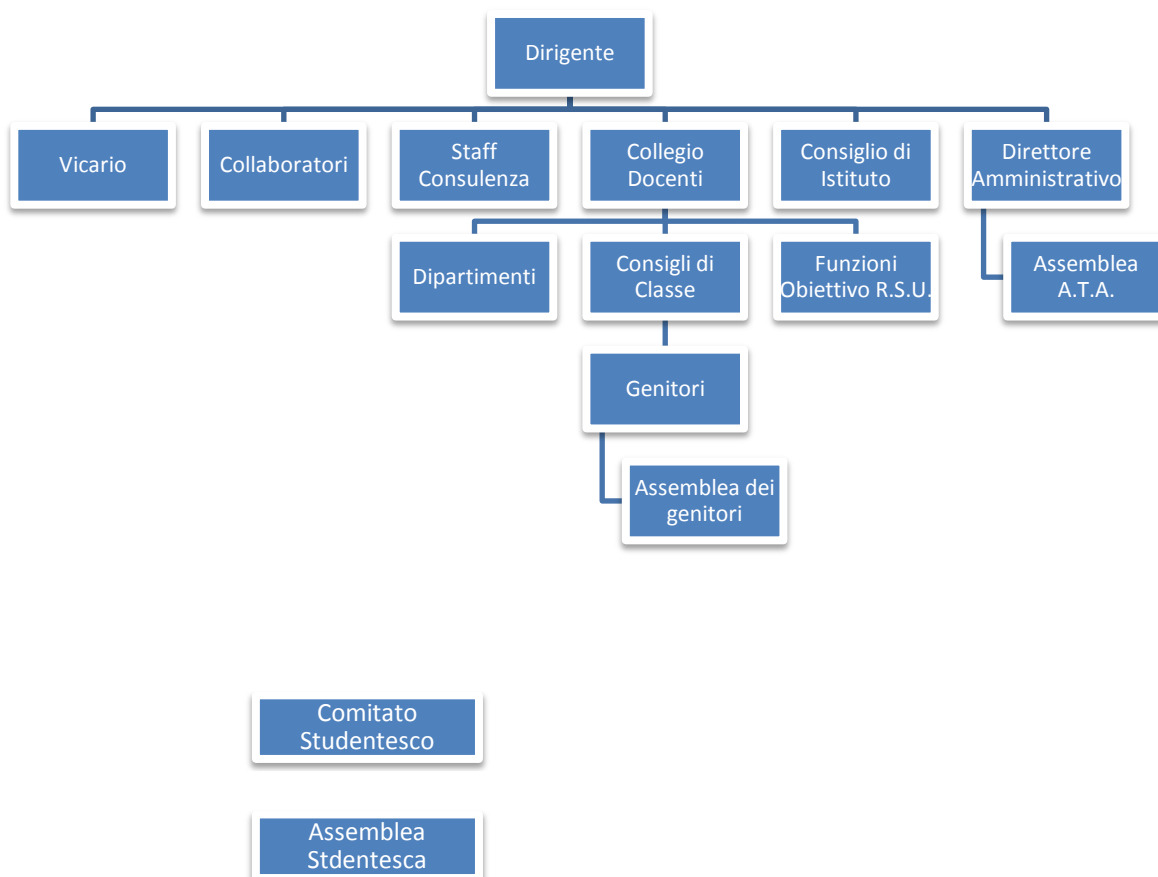 Dirigente
Vicario
Collaboratori
Staff
Consulenza
Collegio
Docenti
Consiglio di
Istituto
Direttore
Amministrativo
Dipartimenti
Consigli di
Classe
Funzioni
Obiettivo R.S.U.
Assemblea
A.T.A.
Genitori
Assemblea dei
genitori
Comitato
Studentesco
Assemblea
Stdentesca